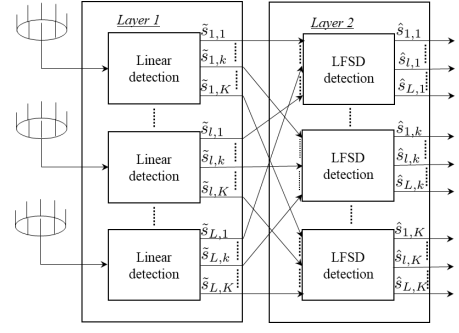 Layer 1
Layer 2
Linear detection
s̃1,1
s̃1,k
s̃1,K
LFSD detection
ŝ1,1
ŝl,1
ŝL,1
Linear detection
s̃l,1
s̃l,k
s̃l,K
LFSD detection
ŝ1,k
ŝl,k
ŝL,k
Linear detection
s̃L,1
s̃L,k
s̃L,K
LFSD detection
ŝ1,K
ŝl,K
ŝL,K